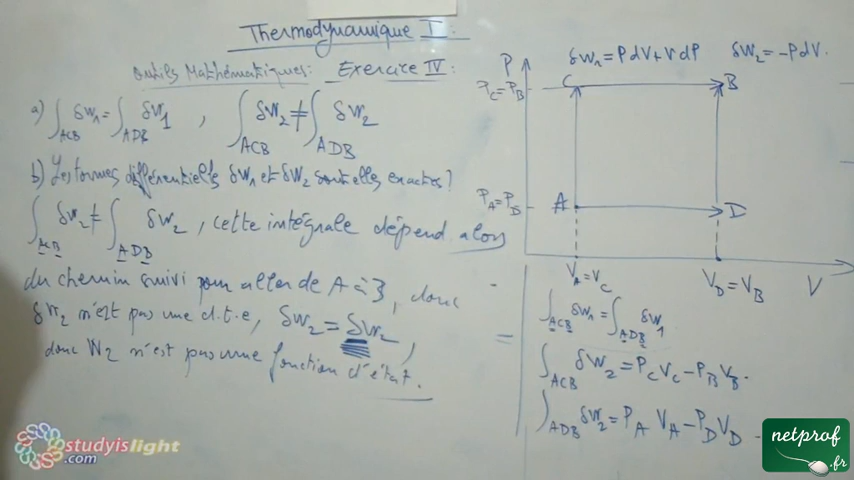 Thermodynamique I:
Outils Mathématiques: Exercice IV:
a) ∫ACB δW1 = ∫ADB δW1 , ∫ACB δW2 ≠ ∫ADB δW2
b) Les formes différentielles δW1 et δW2 sont elles exactes?
∫ACB δW2 ≠ ∫ADB δW2 , cette intégrale dépend alors
du chemin suivi pour aller de A à B, donc
δW2 n'est pas une d.t.e, δW2 = δW2,
donc W2 n'est pas une fonction d'état.
δW1 = PdV + VdP δW2 = -PdV.
P
C B
PC = PB
PA = PD
A D
VA = VC VD = VB V
∫ACB δW1 = ∫ADB δW1
∫ACB δW2 = PC VC - PB VB.
∫ADB δW2 = PA VA - PD VD
studyislight
.com
netprof
.fr